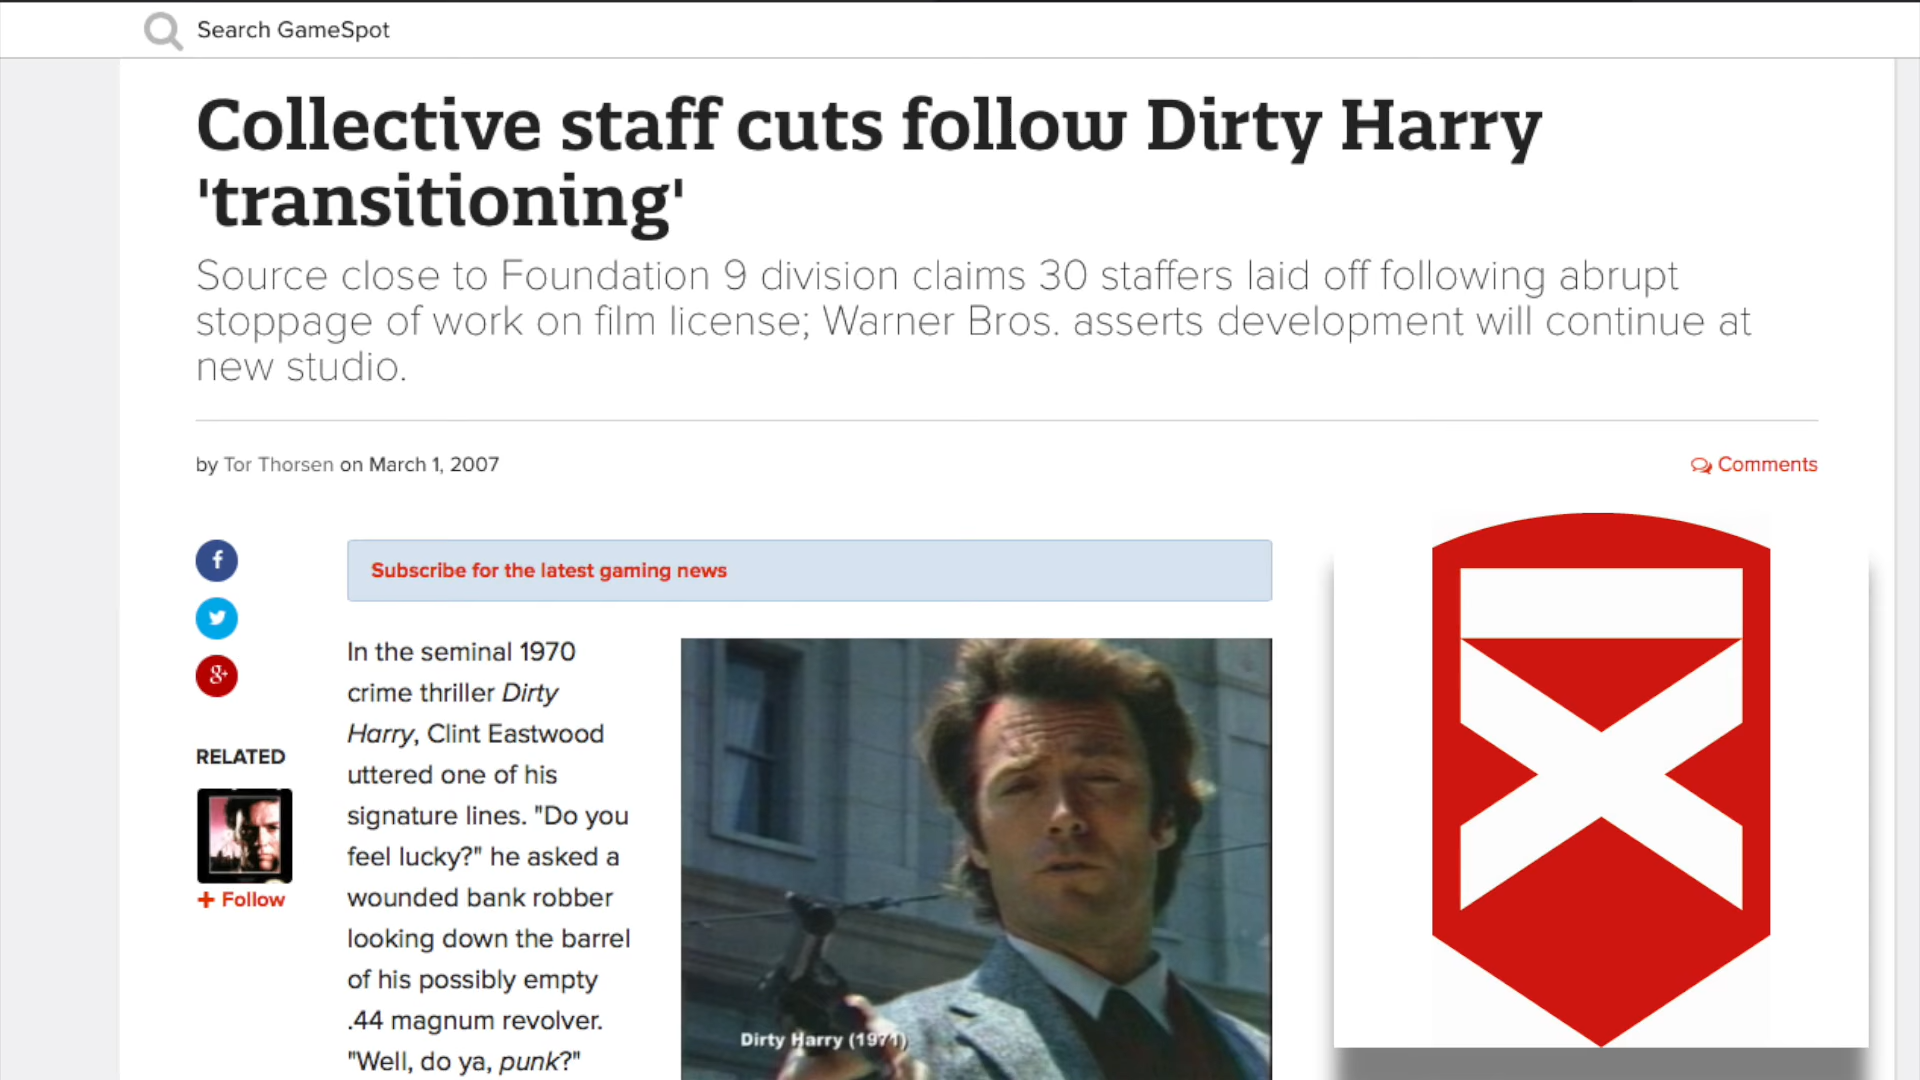 Search GameSpot
Collective staff cuts follow Dirty Harry
'transitioning'
Source close to Foundation 9 division claims 30 staffers laid off following abrupt
stoppage of work on film license; Warner Bros. asserts development will continue at
new studio.
by Tor Thorsen on March 1, 2007
Comments
f
g+
Subscribe for the latest gaming news
RELATED
+ Follow
In the seminal 1970
crime thriller Dirty
Harry, Clint Eastwood
uttered one of his
signature lines. "Do you
feel lucky?" he asked a
wounded bank robber
looking down the barrel
of his possibly empty
.44 magnum revolver.
"Well, do ya, punk?"
Dirty Harry (1971)